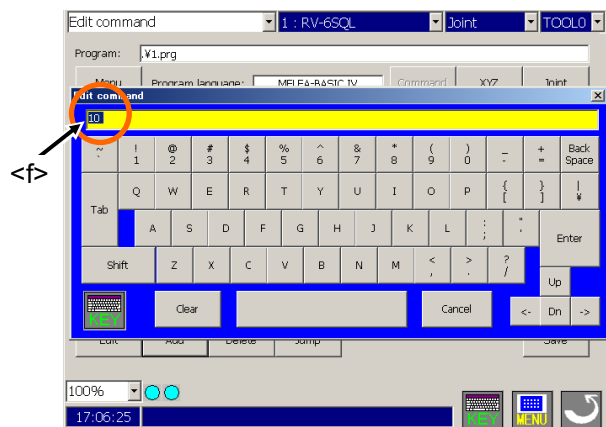 Edit command 1 : RV-6SQL Joint TOOL0
Program: .¥1.prg
Menu Program language: MELFA-BASIC IV Command XYZ Joint
Edit command
10
<f>
~ ! @ # $ % ^ & * ( ) _ + Back
` 1 2 3 4 5 6 7 8 9 0 - = Space
Tab Q W E R T Y U I O P { } |
[ ] ¥
A S D F G H J K L : " Enter
; '
Shift Z X C V B N M < > ?
, . /
Up
KEY Clear Cancel <- Dn ->
Edit Add Delete Jump Save
100%
17:06:25 KEY MENU